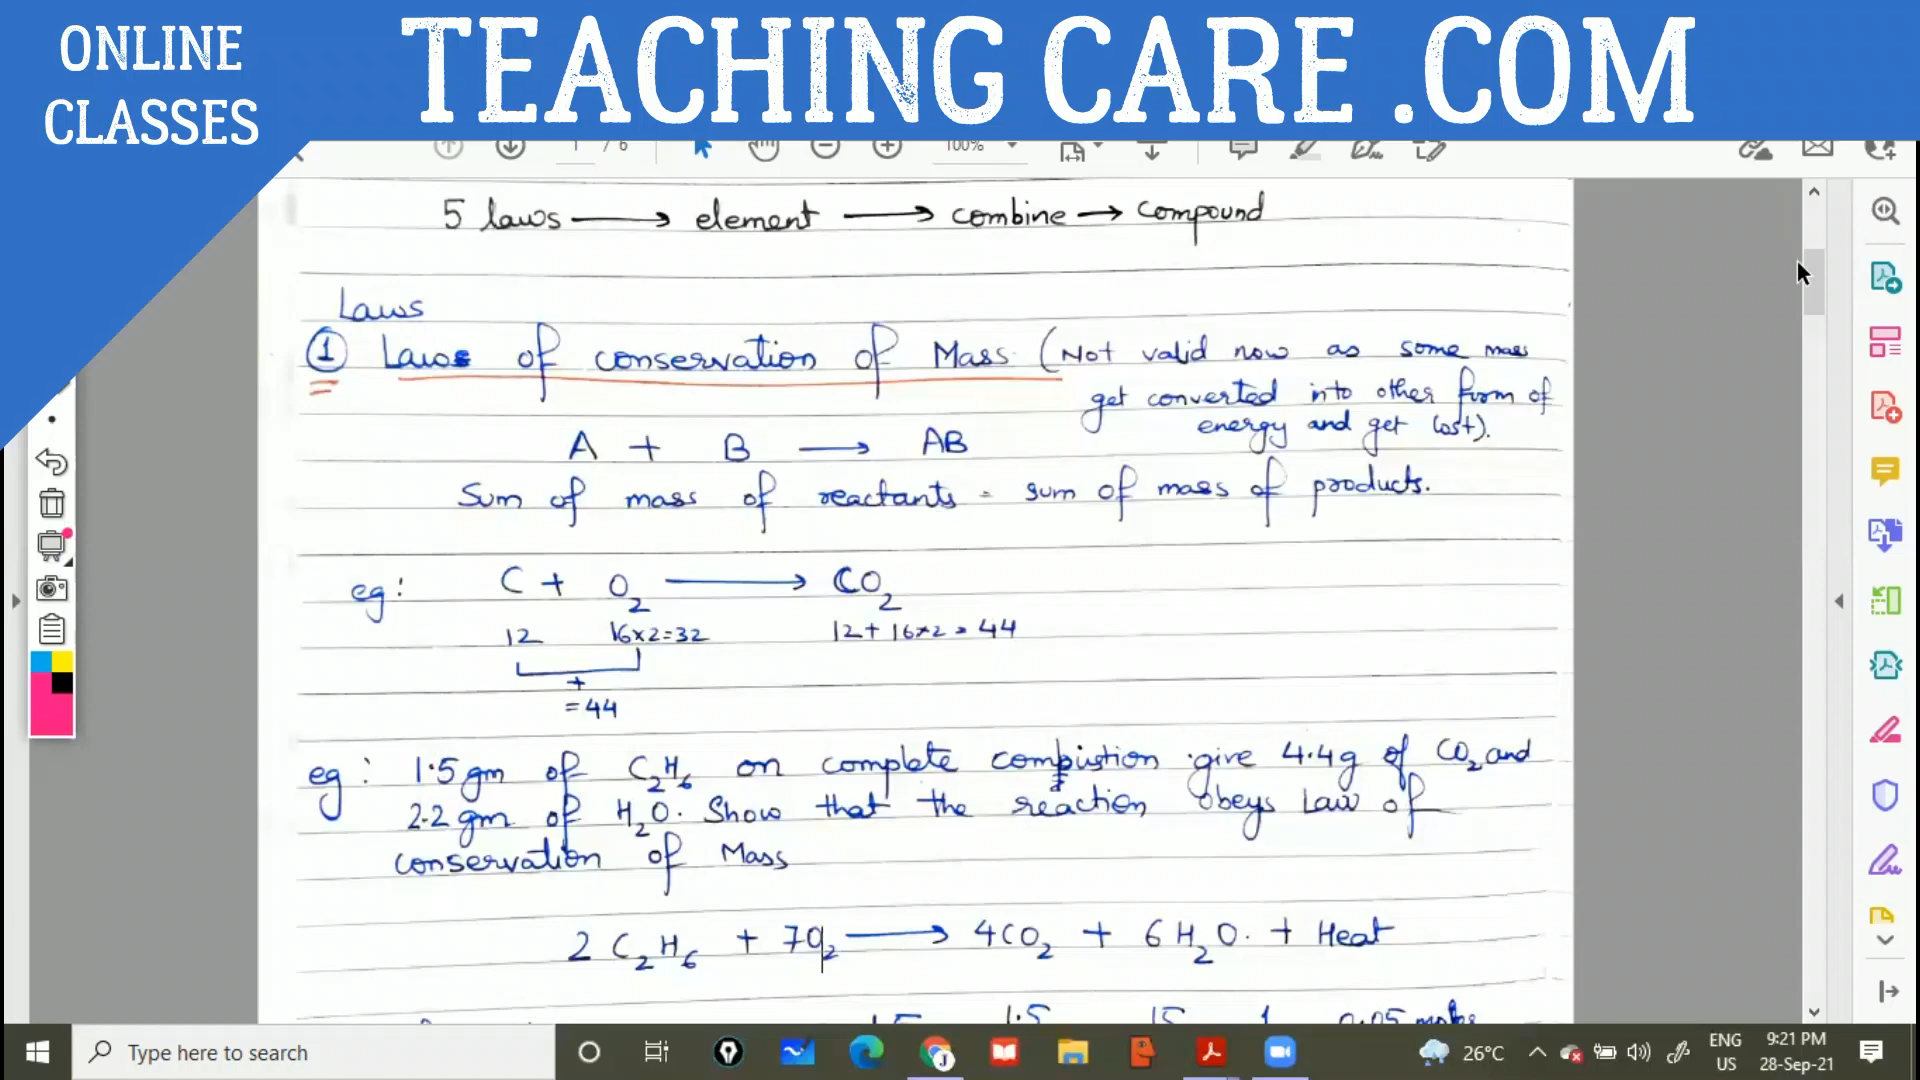 ONLINE
CLASSES
TEACHING CARE .COM
1 / 6
100%
5 laws → element → combine → compound
Laws
① Laws of conservation of Mass (Not valid now as some mass
get converted into other form of
energy and get lost).
A + B → AB
Sum of mass of reactants = sum of mass of products.
eg: C + O₂ → CO₂
12 16×2=32 12+16×2=44
+
=44
eg: 1.5 gm of C₂H₆ on complete combustion give 4.4g of CO₂ and
2.2 gm of H₂O. Show that the reaction obeys Law of
conservation of Mass
2 C₂H₆ + 7O₂ → 4CO₂ + 6H₂O. + Heat
Type here to search
26°C
ENG
US
9:21 PM
28-Sep-21